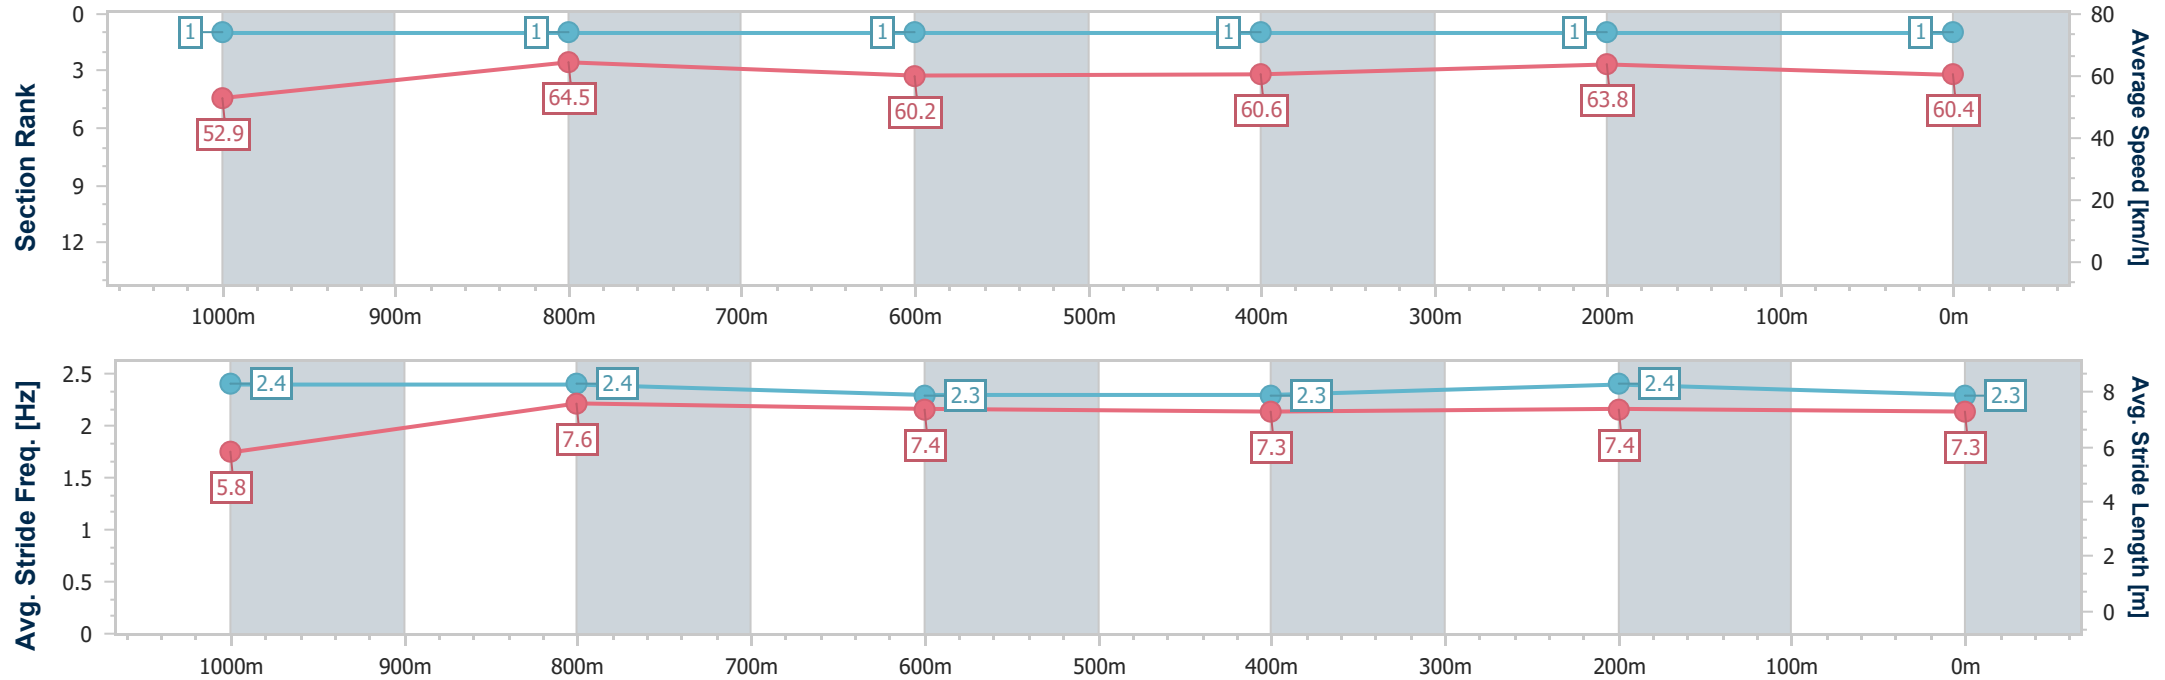 Section Rank
0
3
6
9
12
1 1 1 1 1 1
52.9 64.5 60.2 60.6 63.8 60.4
80
60
40
20
0
Average Speed [km/h]
1000m 900m 800m 700m 600m 500m 400m 300m 200m 100m 0m
Avg. Stride Freq. [Hz]
2.5
2
1.5
1
0.5
0
2.4 2.4 2.3 2.3 2.4 2.3
5.8 7.6 7.4 7.3 7.4 7.3
8
6
4
2
0
Avg. Stride Length [m]
1000m 900m 800m 700m 600m 500m 400m 300m 200m 100m 0m